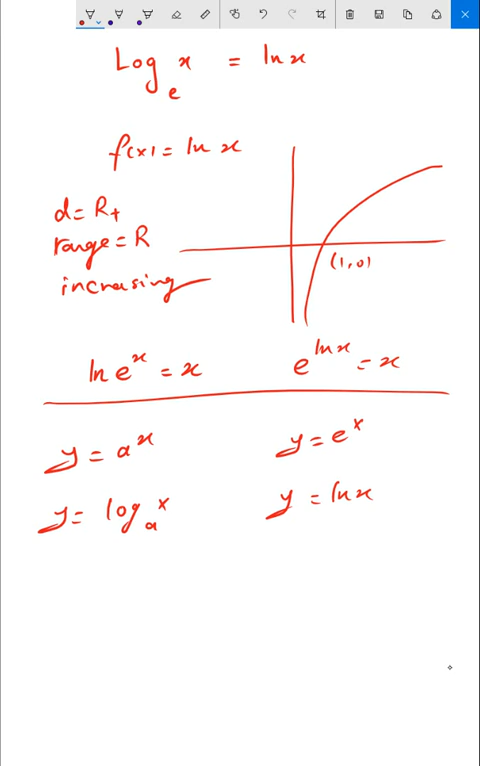 Log_e x = ln x
f(x) = ln x
d = R+
range = R
increasing
(1,0)
ln e^x = x    e^ln x = x
y = a^x    y = e^x
y = log_a x    y = ln x